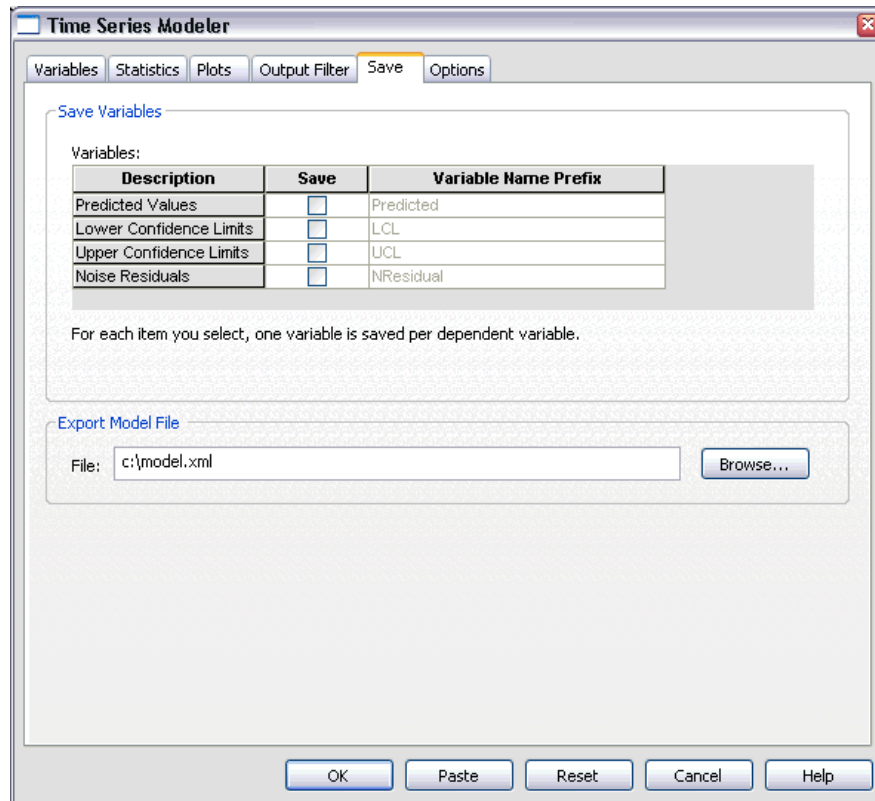 Time Series Modeler
Variables Statistics Plots Output Filter Save Options
Save Variables
Variables:
Description Save Variable Name Prefix
Predicted Values Predicted
Lower Confidence Limits LCL
Upper Confidence Limits UCL
Noise Residuals NResidual
For each item you select, one variable is saved per dependent variable.
Export Model File
File: c:\model.xml Browse...
OK Paste Reset Cancel Help